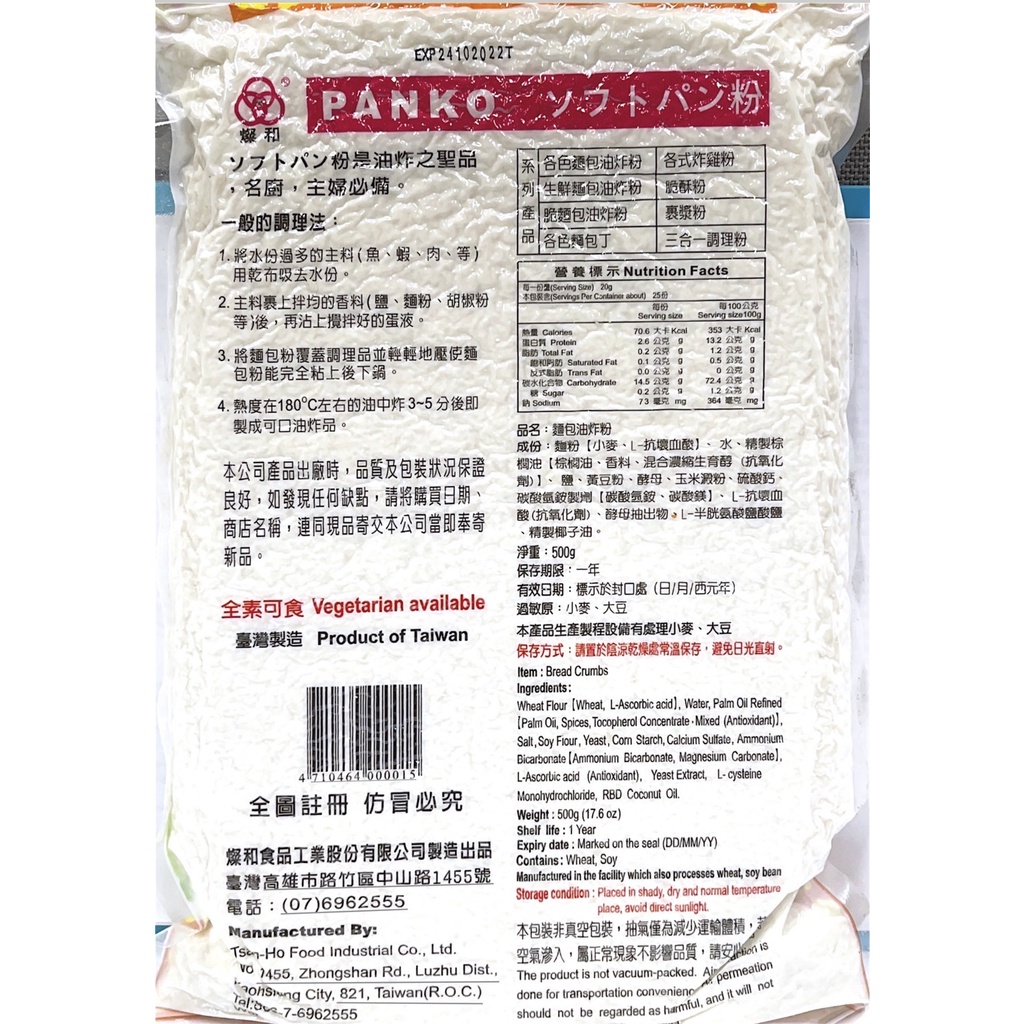 EXP24102022T
燦和
PANKO ソフトパン粉
ソフトパン粉是油炸之聖品
，名廚，主婦必備。
一般的調理法：
1. 將水份過多的主料(魚、蝦、肉、等)
用乾布吸去水份。
2. 主料裹上拌均的香料(鹽、麵粉、胡椒粉
等)後，再沾上攪拌好的蛋液。
3. 將麵包粉覆蓋調理品並輕輕地壓使麵
包粉能完全粘上後下鍋。
4. 熱度在180°C左右的油中炸3~5分後即
製成可口油炸品。
本公司產品出廠時，品質及包裝狀況保證
良好，如發現任何缺點，請將購買日期、
商店名稱，連同現品寄交本公司當即奉寄
新品。
全素可食 Vegetarian available
臺灣製造 Product of Taiwan
4 710464 000015
全圖註冊 仿冒必究
燦和食品工業股份有限公司製造出品
臺灣高雄市路竹區中山路1455號
電話：(07)6962555
Manufactured By:
Tsan-Ho Food Industrial Co., Ltd.
1455, Zhongshan Rd., Luzhu Dist.,
Kaohsiung City, 821, Taiwan(R.O.C.)
Tel:886-7-6962555
系列產品
各色麵包油炸粉 各式炸雞粉
生鮮麵包油炸粉 脆酥粉
脆麵包油炸粉 裹漿粉
各色麵包丁 三合一調理粉
營養標示 Nutrition Facts
每一份量(Serving Size) 20g
本包裝含(Servings Per Container about) 25份
每份 每100公克
Serving size Serving size100g
熱量 Calories 70.6 大卡 Kcal 353 大卡 Kcal
蛋白質 Protein 2.6 公克 g 13.2 公克 g
脂肪 Total Fat 0.2 公克 g 1.2 公克 g
飽和脂肪 Saturated Fat 0.1 公克 g 0.5 公克 g
反式脂肪 Trans Fat 0.0 公克 g 0 公克 g
碳水化合物 Carbohydrate 14.5 公克 g 72.4 公克 g
糖 Sugar 0.2 公克 g 1.2 公克 g
鈉 Sodium 73 毫克 mg 364 毫克 mg
品名：麵包油炸粉
成份：麵粉【小麥、L-抗壞血酸】、水、精製棕
櫚油【棕櫚油、香料、混合濃縮生育醇 (抗氧化
劑)】、鹽、黃豆粉、酵母、玉米澱粉、硫酸鈣、
碳酸氫銨製劑【碳酸氫銨、碳酸鎂】、L-抗壞血
酸(抗氧化劑)、酵母抽出物、L-半胱氨酸鹽酸鹽
、精製椰子油。
淨重：500g
保存期限：一年
有效日期：標示於封口處（日/月/西元年）
過敏原：小麥、大豆
本產品生產製程設備有處理小麥、大豆
保存方式：請置於陰涼乾燥處常溫保存，避免日光直射。
Item : Bread Crumbs
Ingredients :
Wheat Flour【Wheat, L-Ascorbic acid】, Water, Palm Oil Refined
【Palm Oil, Spices, Tocopherol Concentrate - Mixed (Antioxidant)】,
Salt, Soy Flour, Yeast, Corn Starch, Calcium Sulfate, Ammonium
Bicarbonate【Ammonium Bicarbonate, Magnesium Carbonate】,
L-Ascorbic acid (Antioxidant), Yeast Extract, L- cysteine
Monohydrochloride, RBD Coconut Oil.
Weight : 500g (17.6 oz)
Shelf life : 1 Year
Expiry date : Marked on the seal (DD/MM/YY)
Contains : Wheat, Soy
Manufactured in the facility which also processes wheat, soy bean
Storage condition : Placed in shady, dry and normal temperature
place, avoid direct sunlight.
本包裝非真空包裝，抽氣僅為減少運輸體積，若
空氣滲入，屬正常現象不影響品質，請安心
is
The product is not vacuum-packed. Air permeation
done for transportation convenienc
should not be regarded as harmful, and it will not